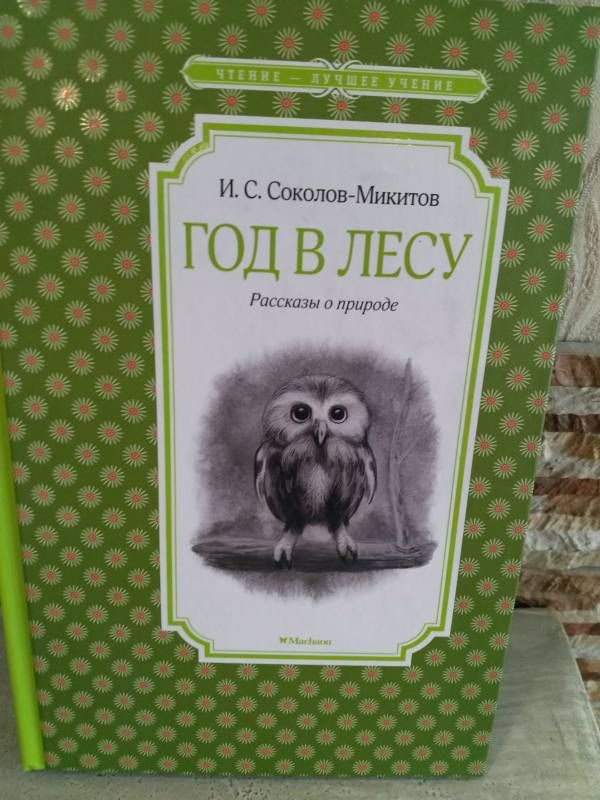 ЧТЕНИЕ — ЛУЧШЕЕ УЧЕНИЕ
И. С. Соколов-Микитов
ГОД В ЛЕСУ
Рассказы о природе
Machaon